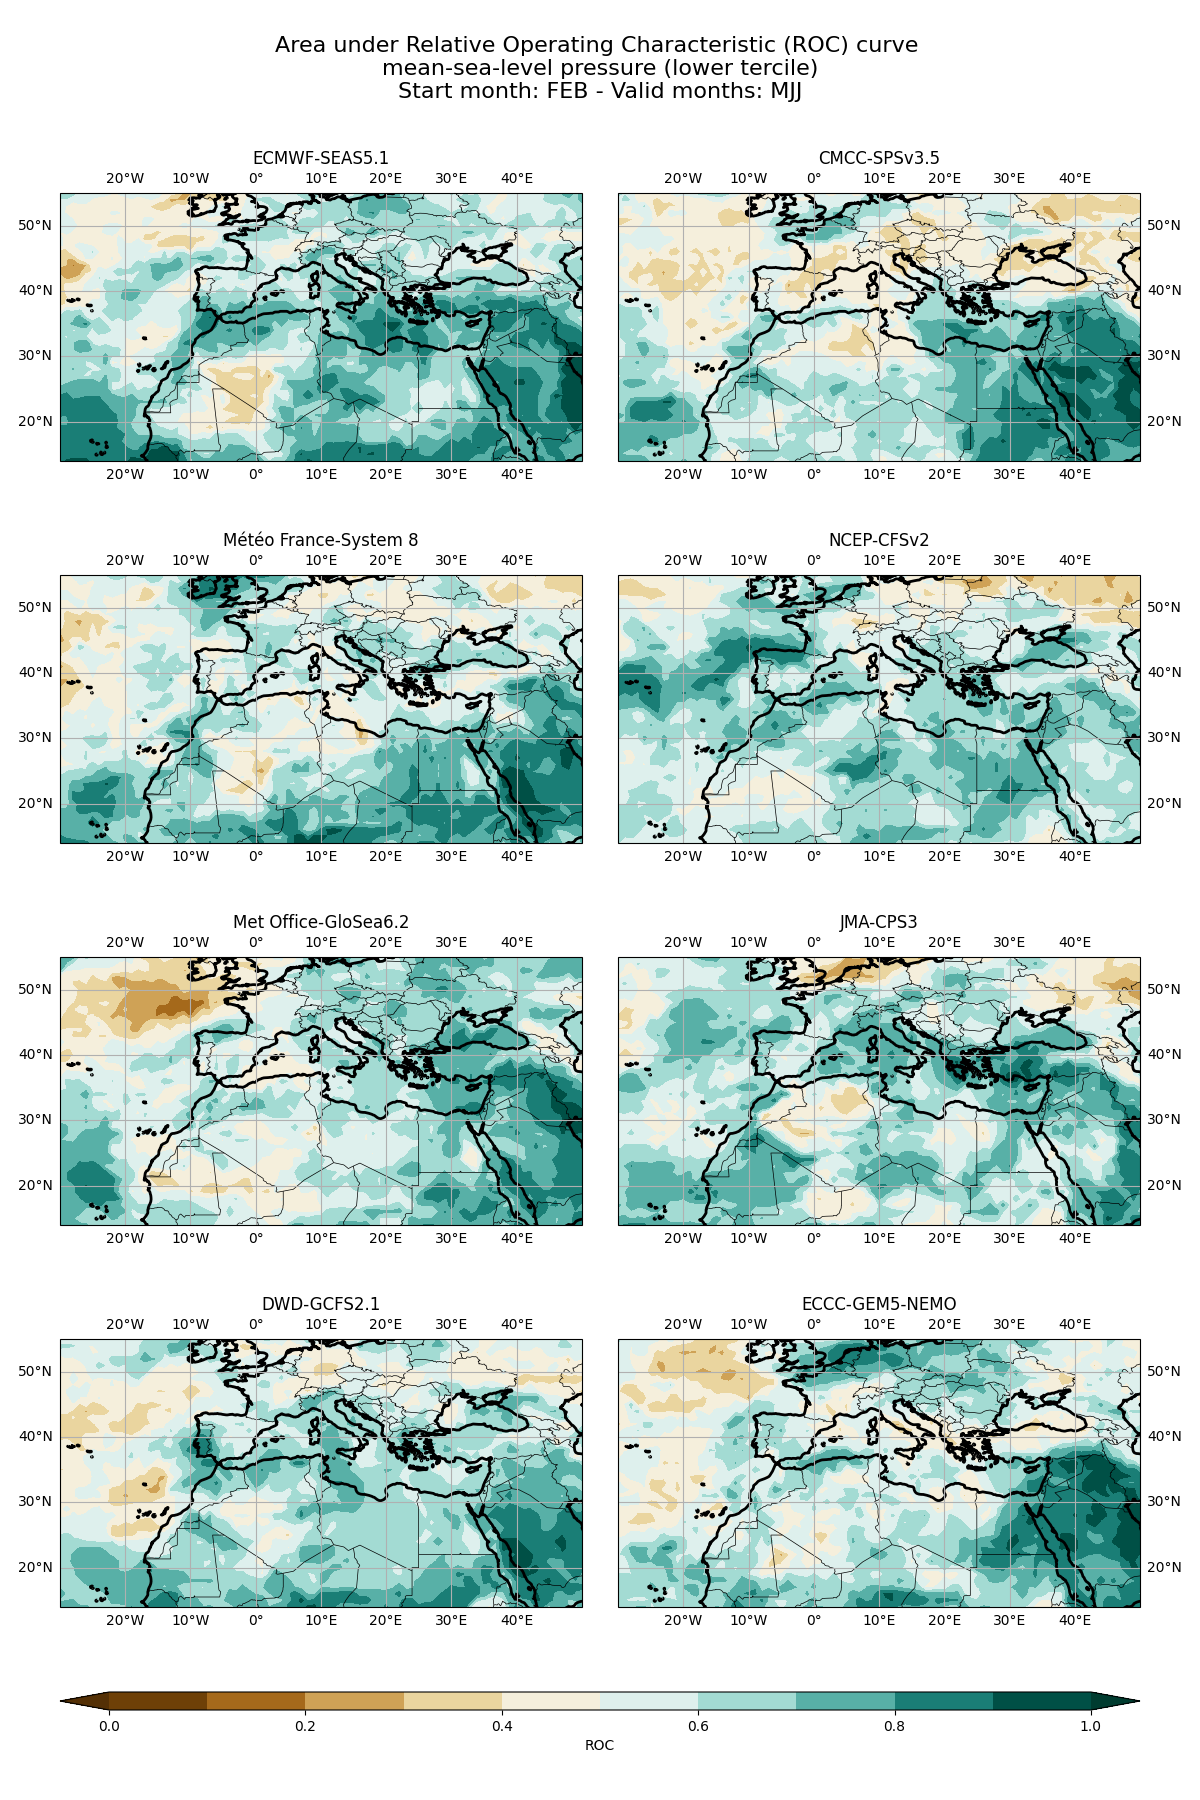 Area under Relative Operating Characteristic (ROC) curve
mean-sea-level pressure (lower tercile)
Start month: FEB - Valid months: MJJ
ECMWF-SEAS5.1
CMCC-SPSv3.5
20°W 10°W 0° 10°E 20°E 30°E 40°E
20°W 10°W 0° 10°E 20°E 30°E 40°E
50°N
50°N
40°N
40°N
30°N
30°N
20°N
20°N
20°W 10°W 0° 10°E 20°E 30°E 40°E
20°W 10°W 0° 10°E 20°E 30°E 40°E
Météo France-System 8
NCEP-CFSv2
20°W 10°W 0° 10°E 20°E 30°E 40°E
20°W 10°W 0° 10°E 20°E 30°E 40°E
50°N
50°N
40°N
40°N
30°N
30°N
20°N
20°N
20°W 10°W 0° 10°E 20°E 30°E 40°E
20°W 10°W 0° 10°E 20°E 30°E 40°E
Met Office-GloSea6.2
JMA-CPS3
20°W 10°W 0° 10°E 20°E 30°E 40°E
20°W 10°W 0° 10°E 20°E 30°E 40°E
50°N
50°N
40°N
40°N
30°N
30°N
20°N
20°N
20°W 10°W 0° 10°E 20°E 30°E 40°E
20°W 10°W 0° 10°E 20°E 30°E 40°E
DWD-GCFS2.1
ECCC-GEM5-NEMO
20°W 10°W 0° 10°E 20°E 30°E 40°E
20°W 10°W 0° 10°E 20°E 30°E 40°E
50°N
50°N
40°N
40°N
30°N
30°N
20°N
20°N
20°W 10°W 0° 10°E 20°E 30°E 40°E
20°W 10°W 0° 10°E 20°E 30°E 40°E
0.0 0.2 0.4 0.6 0.8 1.0
ROC